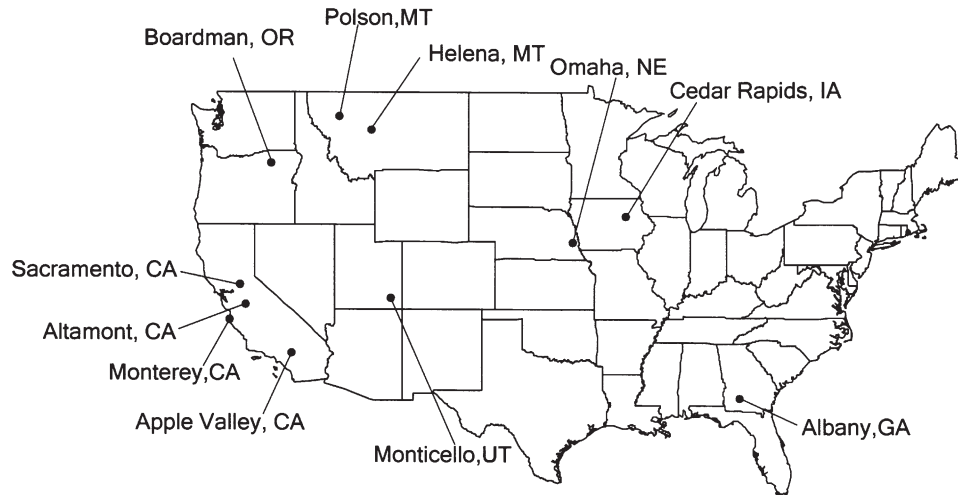 Polson,MT
Boardman, OR
Helena, MT
Omaha, NE
Cedar Rapids, IA
Sacramento, CA
Altamont, CA
Monterey,CA
Apple Valley, CA
Albany,GA
Monticello,UT